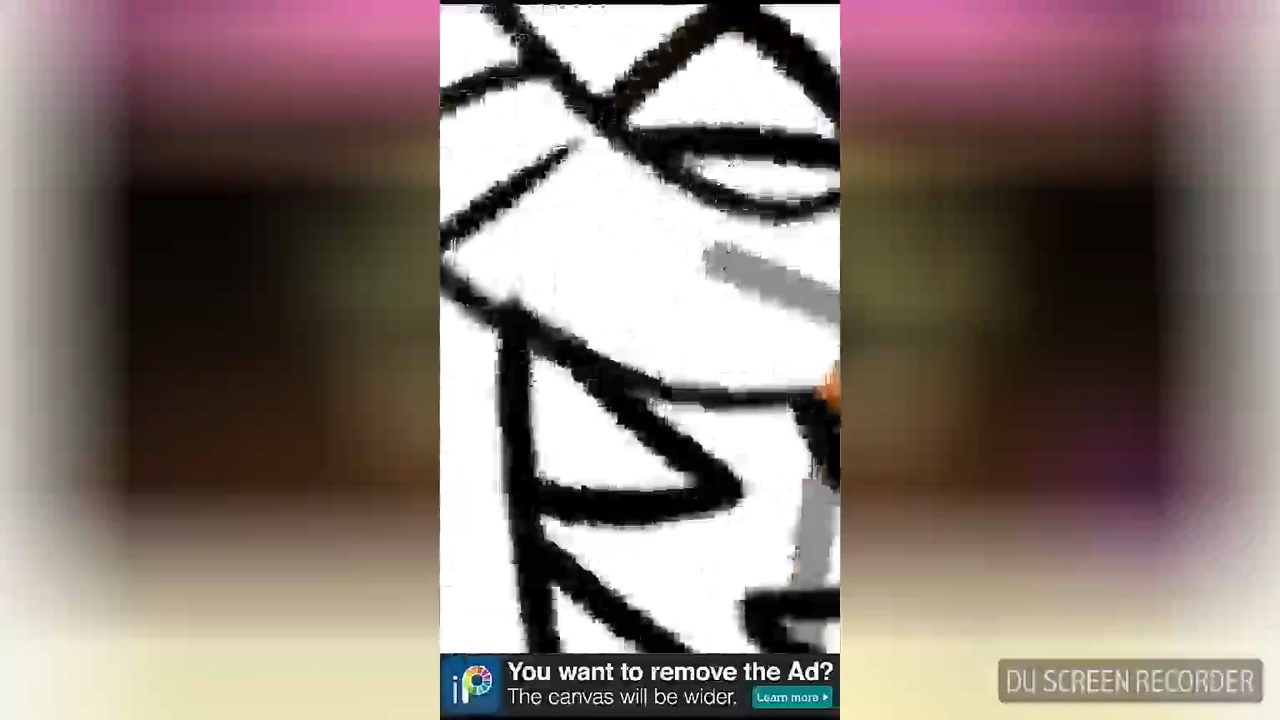 You want to remove the Ad?
The canvas will be wider.
Learn more
DU SCREEN RECORDER